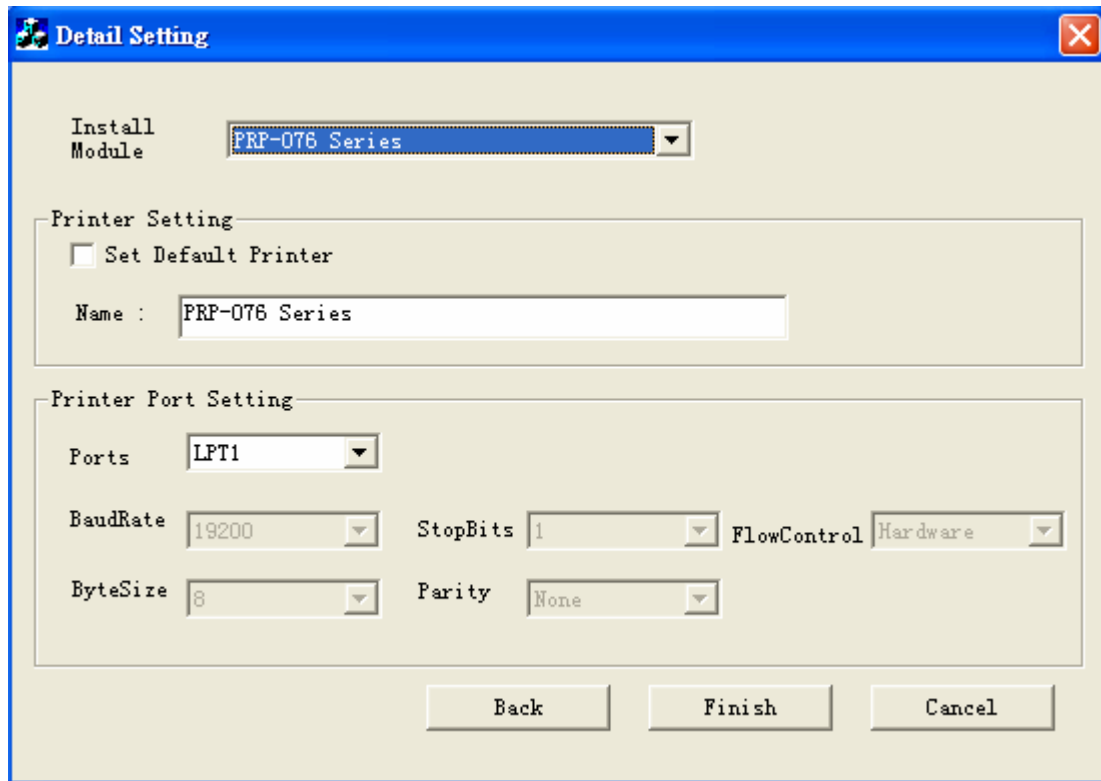 Detail Setting
Install
Module
PRP-076 Series
Printer Setting
Set Default Printer
Name :
PRP-076 Series
Printer Port Setting
Ports
LPT1
BaudRate
19200
StopBits
1
FlowControl
Hardware
ByteSize
8
Parity
None
Back
Finish
Cancel